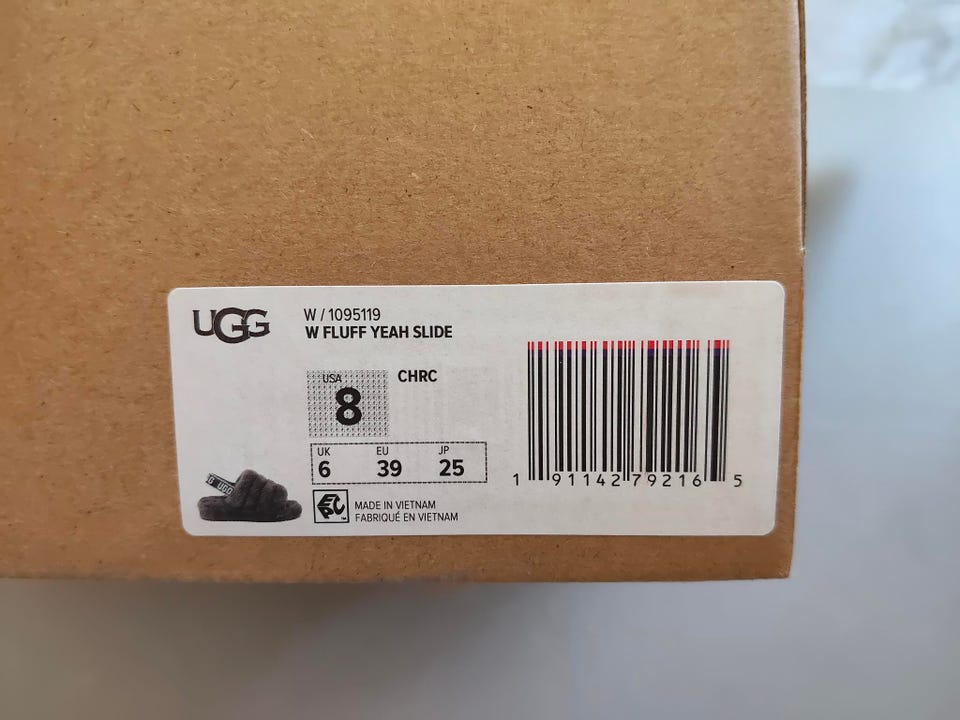 UGG
W / 1095119
W FLUFF YEAH SLIDE
USA
8
CHRC
UK EU JP
6 39 25
MADE IN VIETNAM
FABRIQUÉ EN VIETNAM
1 91142 79216 5
UGG